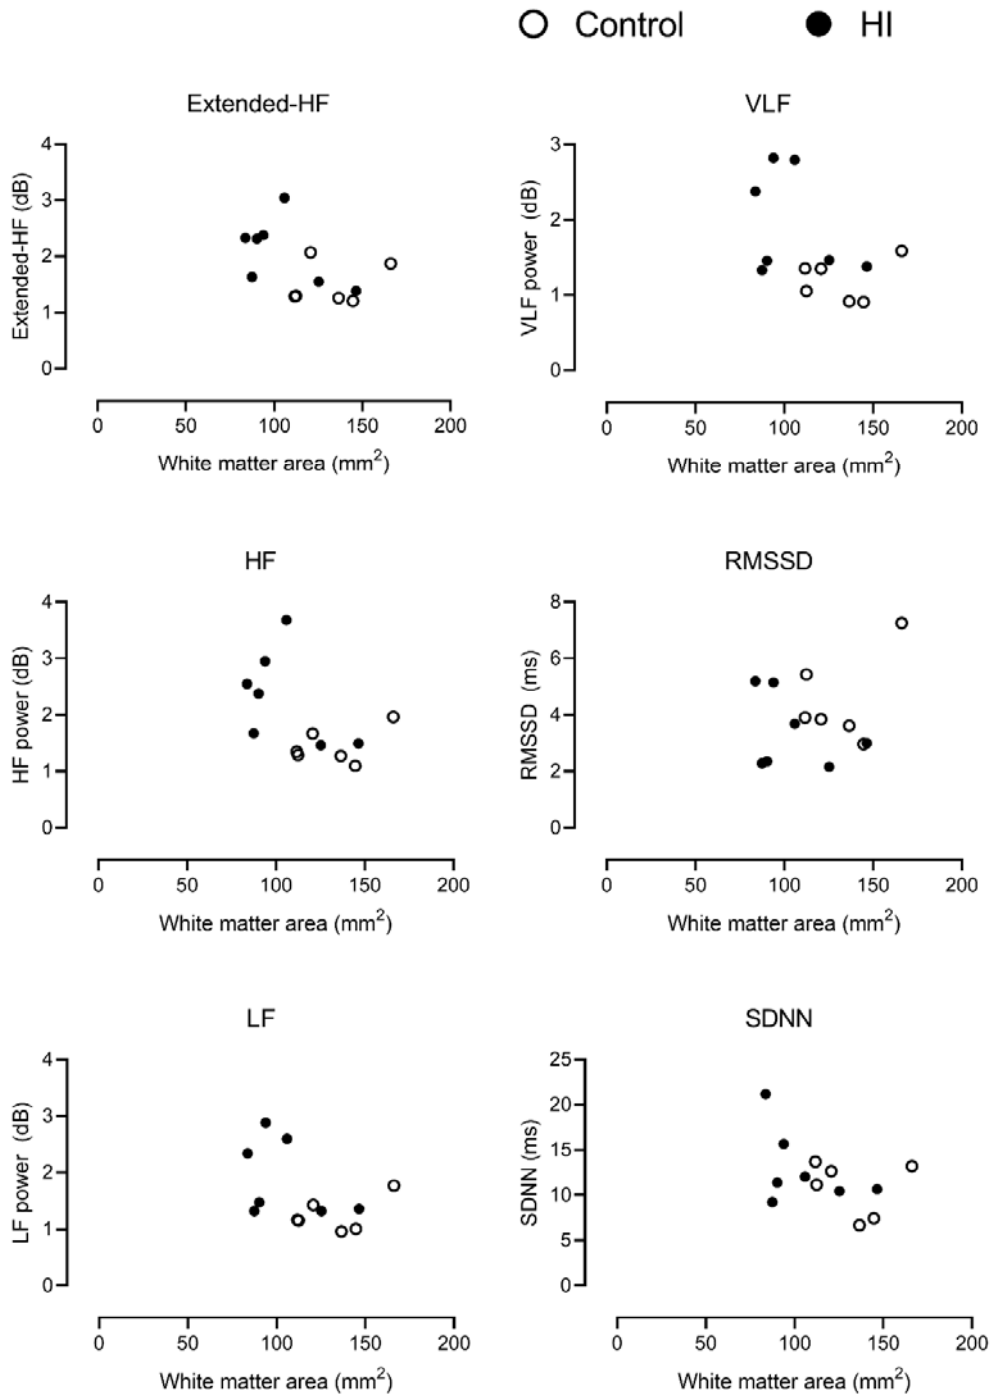 Control HI
Extended-HF
Extended-HF (dB)
4
3
2
1
0
0 50 100 150 200
White matter area (mm²)
VLF
VLF power (dB)
3
2
1
0
0 50 100 150 200
White matter area (mm²)
HF
HF power (dB)
4
3
2
1
0
0 50 100 150 200
White matter area (mm²)
RMSSD
RMSSD (ms)
8
6
4
2
0
0 50 100 150 200
White matter area (mm²)
LF
LF power (dB)
4
3
2
1
0
0 50 100 150 200
White matter area (mm²)
SDNN
SDNN (ms)
25
20
15
10
5
0
0 50 100 150 200
White matter area (mm²)